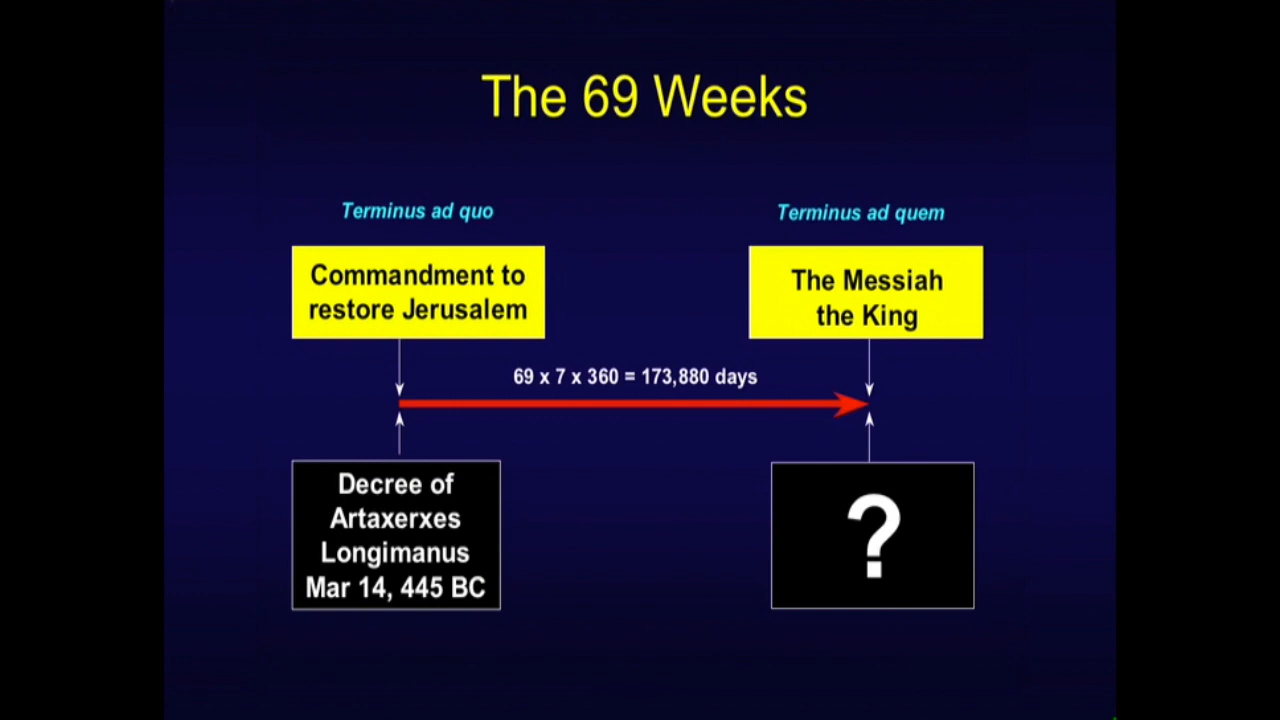 The 69 Weeks
Terminus ad quo
Terminus ad quem
Commandment to
restore Jerusalem
The Messiah
the King
69 x 7 x 360 = 173,880 days
Decree of
Artaxerxes
Longimanus
Mar 14, 445 BC
?